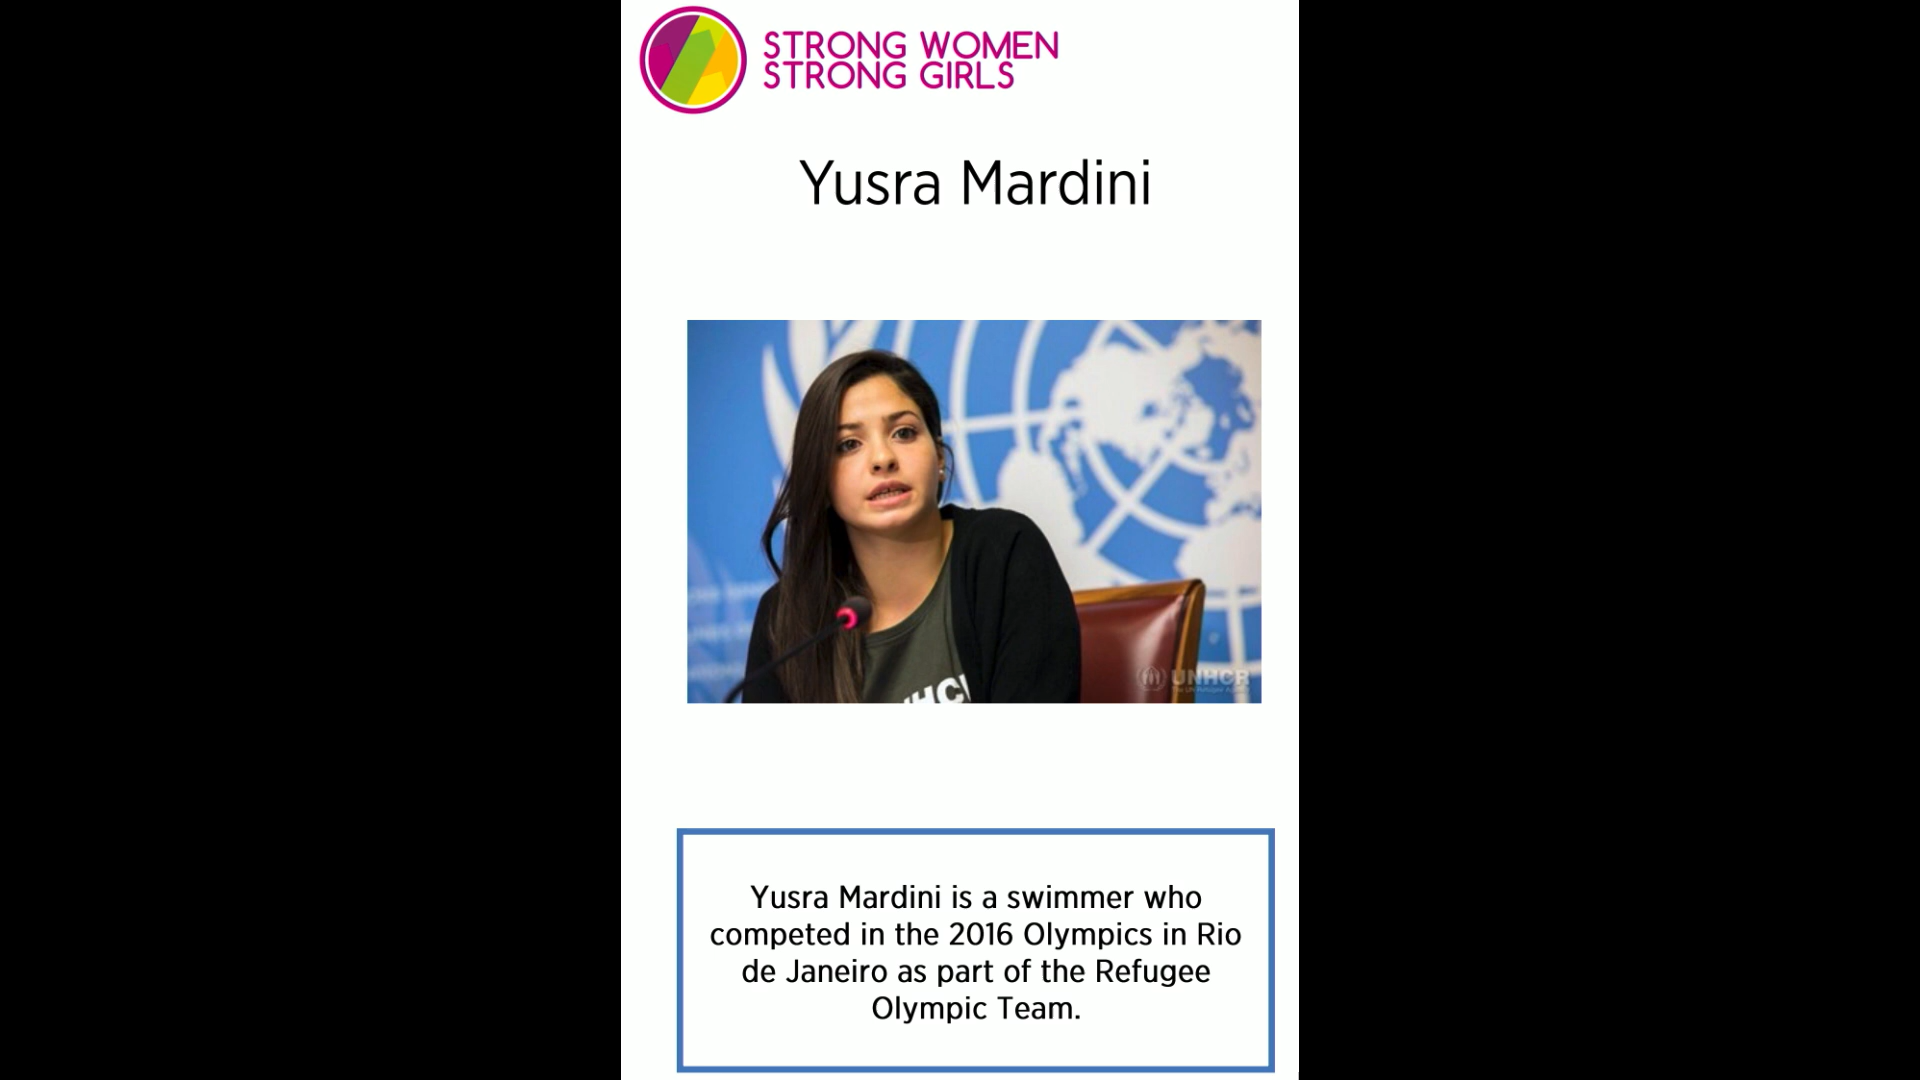 STRONG WOMEN
STRONG GIRLS
Yusra Mardini
UNHCR
Yusra Mardini is a swimmer who
competed in the 2016 Olympics in Rio
de Janeiro as part of the Refugee
Olympic Team.